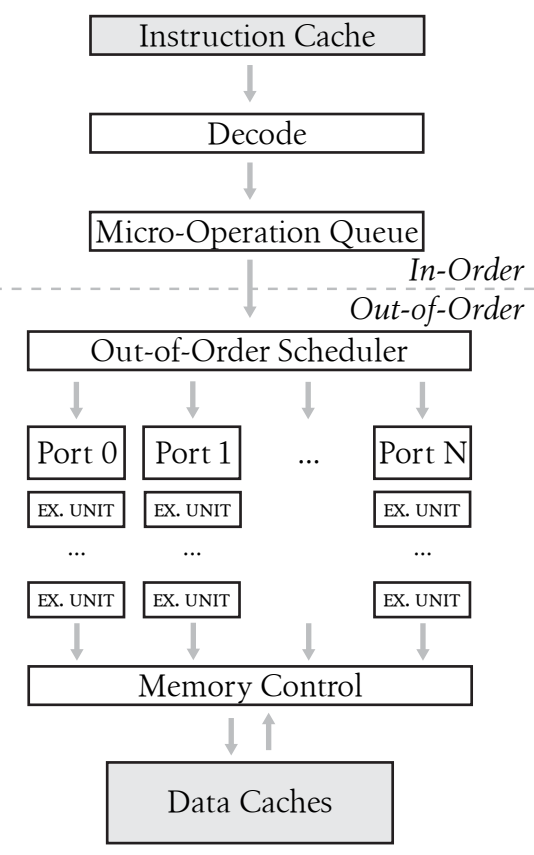 Instruction Cache
Decode
Micro-Operation Queue
In-Order
Out-of-Order
Out-of-Order Scheduler
Port 0 Port 1 ... Port N
EX. UNIT EX. UNIT EX. UNIT
... ... ...
EX. UNIT EX. UNIT EX. UNIT
Memory Control
Data Caches